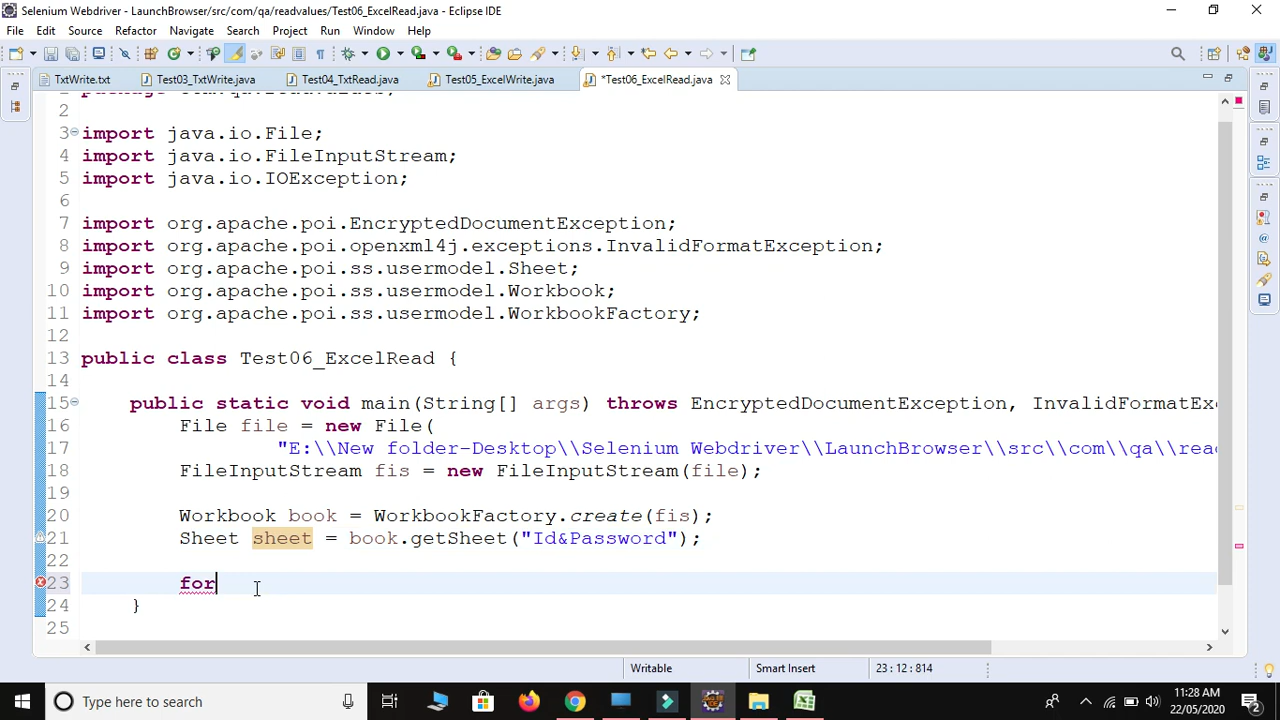 Selenium Webdriver - LaunchBrowser/src/com/qa/readvalues/Test06_ExcelRead.java - Eclipse IDE
File Edit Source Refactor Navigate Search Project Run Window Help
TxtWrite.txt Test03_TxtWrite.java Test04_TxtRead.java Test05_ExcelWrite.java *Test06_ExcelRead.java
2
3 import java.io.File;
4 import java.io.FileInputStream;
5 import java.io.IOException;
6
7 import org.apache.poi.EncryptedDocumentException;
8 import org.apache.poi.openxml4j.exceptions.InvalidFormatException;
9 import org.apache.poi.ss.usermodel.Sheet;
10 import org.apache.poi.ss.usermodel.Workbook;
11 import org.apache.poi.ss.usermodel.WorkbookFactory;
12
13 public class Test06_ExcelRead {
14
15 public static void main(String[] args) throws EncryptedDocumentException, InvalidFormatEx
16 File file = new File(
17 "E:\\New folder-Desktop\\Selenium Webdriver\\LaunchBrowser\\src\\com\\qa\\rea
18 FileInputStream fis = new FileInputStream(file);
19
20 Workbook book = WorkbookFactory.create(fis);
21 Sheet sheet = book.getSheet("Id&Password");
22
23 for
24 }
25
Writable Smart Insert 23 : 12 : 814
Type here to search
11:28 AM
22/05/2020
2